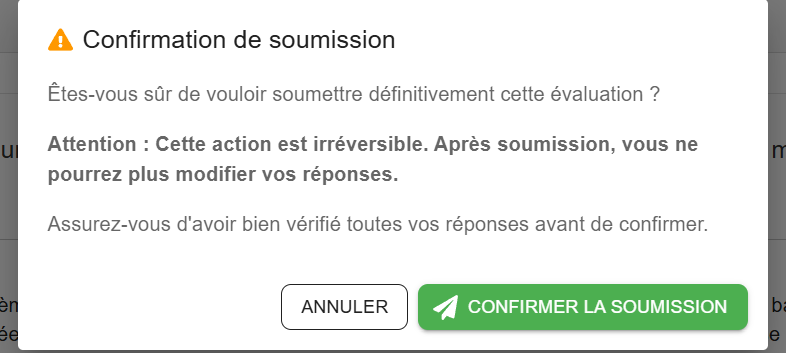 Confirmation de soumission
Êtes-vous sûr de vouloir soumettre définitivement cette évaluation ?
Attention : Cette action est irréversible. Après soumission, vous ne
pourrez plus modifier vos réponses.
Assurez-vous d'avoir bien vérifié toutes vos réponses avant de confirmer.
ANNULER
CONFIRMER LA SOUMISSION